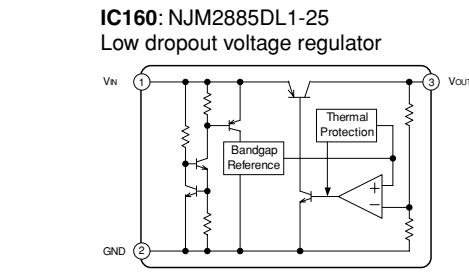 IC160: NJM2885DL1-25
Low dropout voltage regulator
VIN 1 3 VOUT
Thermal
Protection
Bandgap
Reference
+
−
GND 2